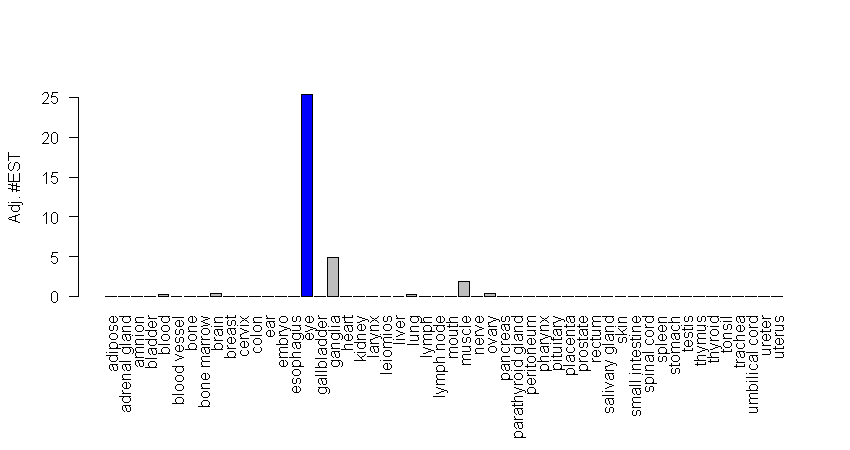 Adj. #EST
25
20
15
10
5
0
adipose
adrenal gland
amnion
bladder
blood
blood vessel
bone
bone marrow
brain
breast
cervix
colon
ear
embryo
esophagus
eye
gallbladder
ganglia
heart
kidney
larynx
leiomios
liver
lung
lymph
lymph node
mouth
muscle
nerve
ovary
pancreas
parathyroid gland
peritoneum
pharynx
pituitary
placenta
prostate
rectum
salivary gland
skin
small intestine
spinal cord
spleen
stomach
testis
thymus
thyroid
tonsil
trachea
umbilical cord
ureter
uterus